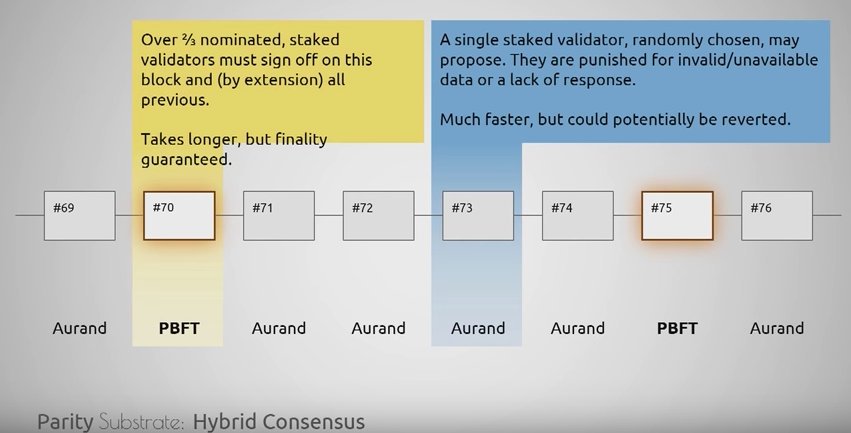 Over ⅔ nominated, staked
validators must sign off on this
block and (by extension) all
previous.
Takes longer, but finality
guaranteed.
A single staked validator, randomly chosen, may
propose. They are punished for invalid/unavailable
data or a lack of response.
Much faster, but could potentially be reverted.
#69 #70 #71 #72 #73 #74 #75 #76
Aurand PBFT Aurand Aurand Aurand Aurand PBFT Aurand
Parity Substrate: Hybrid Consensus